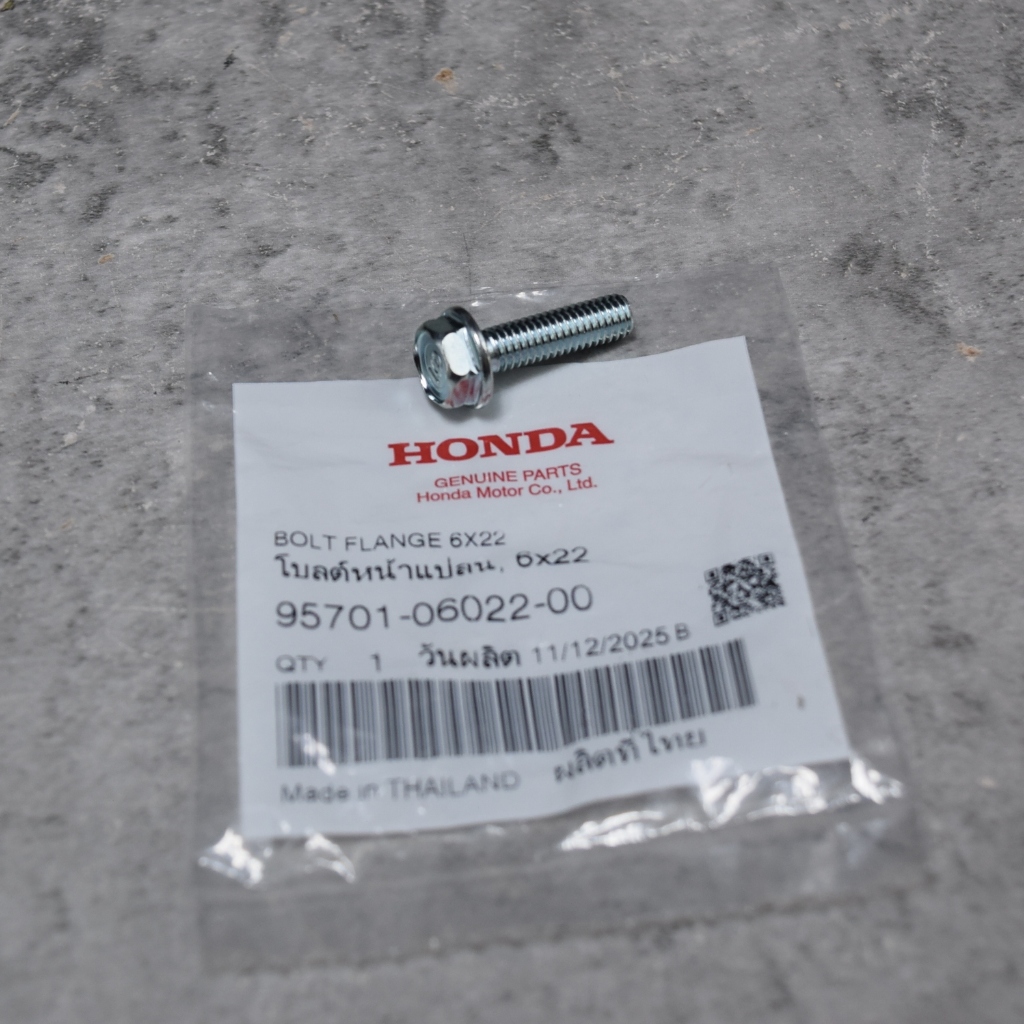 HONDA
GENUINE PARTS
Honda Motor Co., Ltd.
BOLT FLANGE 6X22
โบลต์หน้าแปลน, 6x22
95701-06022-00
QTY 1 วันผลิต 11/12/2025 B
Made in THAILAND ผลิตที่ไทย